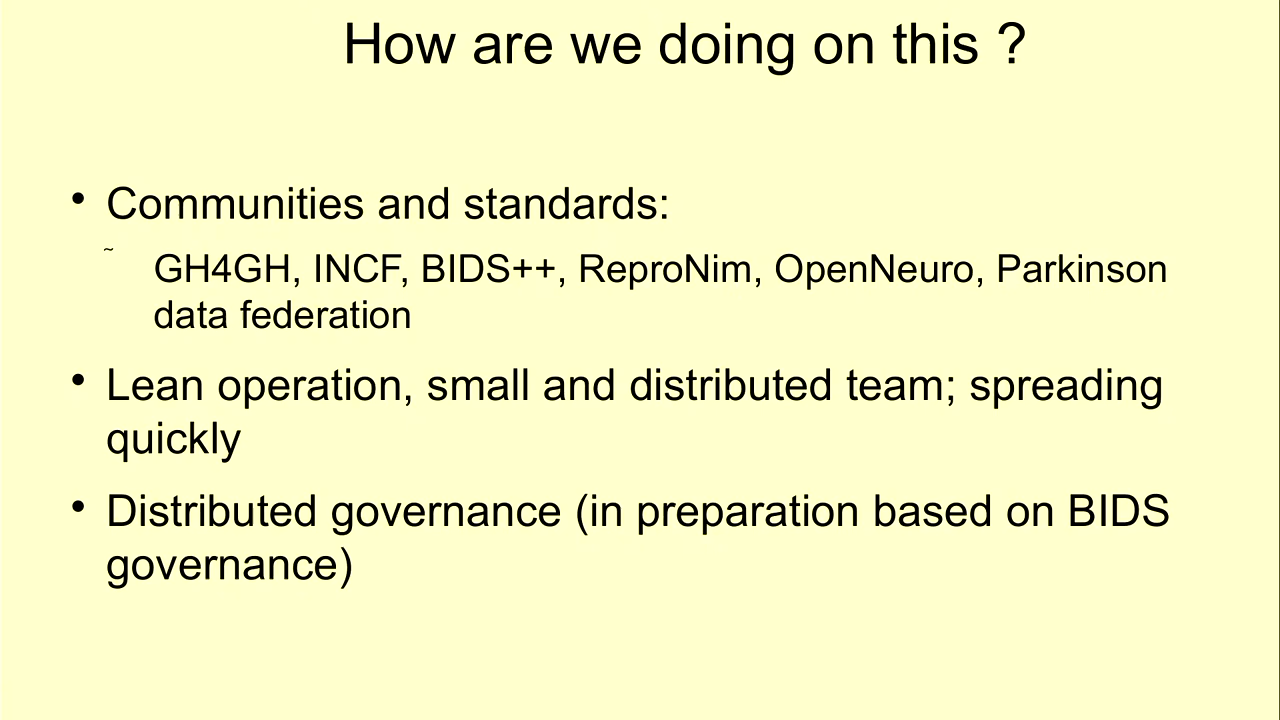 How are we doing on this ?
• Communities and standards:
~ GH4GH, INCF, BIDS++, ReproNim, OpenNeuro, Parkinson
data federation
• Lean operation, small and distributed team; spreading
quickly
• Distributed governance (in preparation based on BIDS
governance)